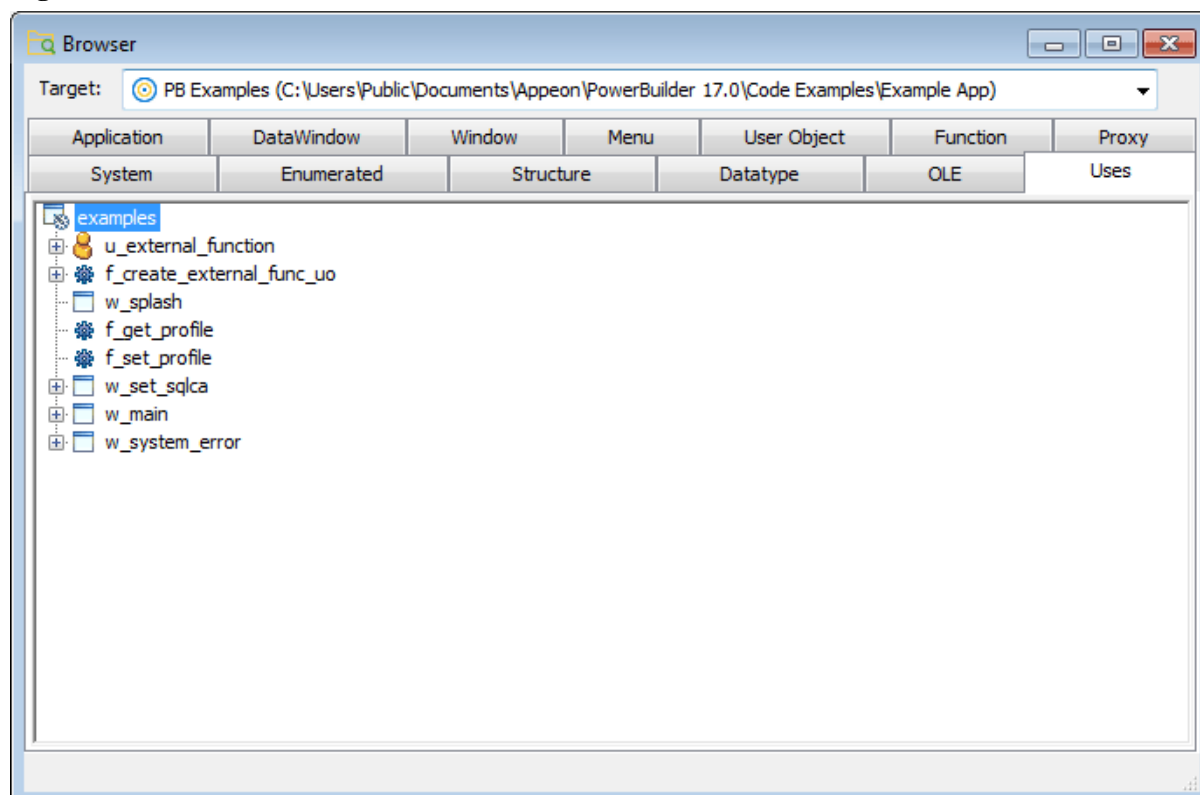 Browser
Target: PB Examples (C:\Users\Public\Documents\Appeon\PowerBuilder 17.0\Code Examples\Example App)
Application DataWindow Window Menu User Object Function Proxy
System Enumerated Structure Datatype OLE Uses
examples
u_external_function
f_create_external_func_uo
w_splash
f_get_profile
f_set_profile
w_set_sqlca
w_main
w_system_error